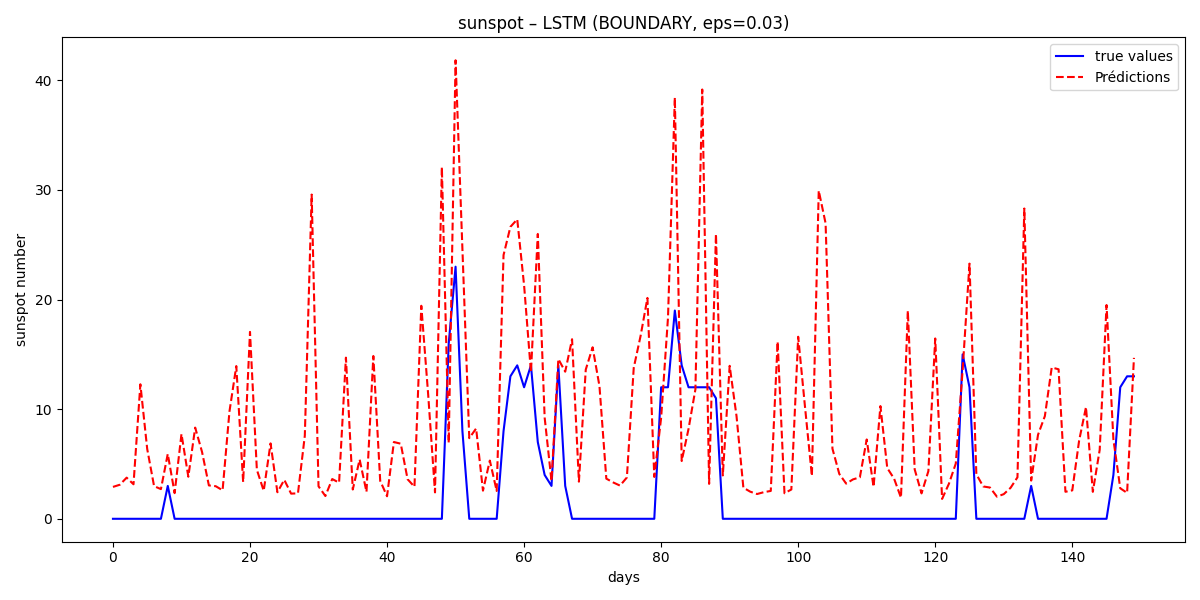 sunspot – LSTM (BOUNDARY, eps=0.03)
true values
Prédictions
sunspot number
40
30
20
10
0
0 20 40 60 80 100 120 140
days